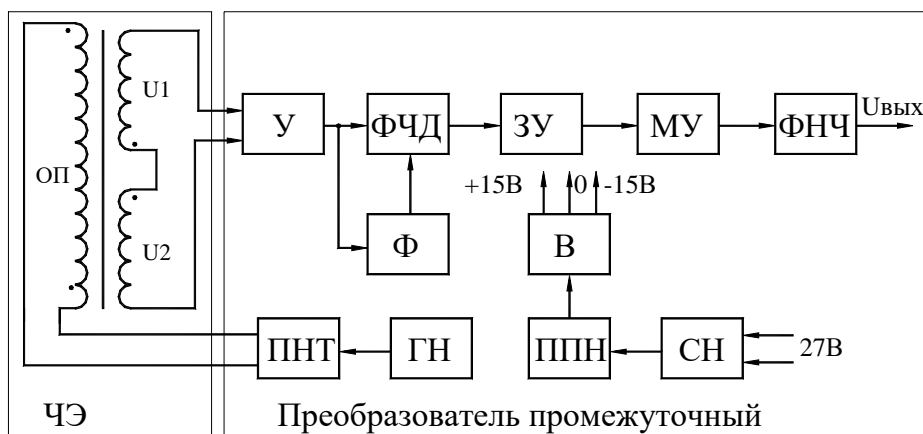 U1
Uвых
У
ФЧД
ЗУ
МУ
ФНЧ
ОП
+15В
0
-15В
U2
Ф
В
ПНТ
ГН
ППН
СН
27В
ЧЭ
Преобразователь промежуточный